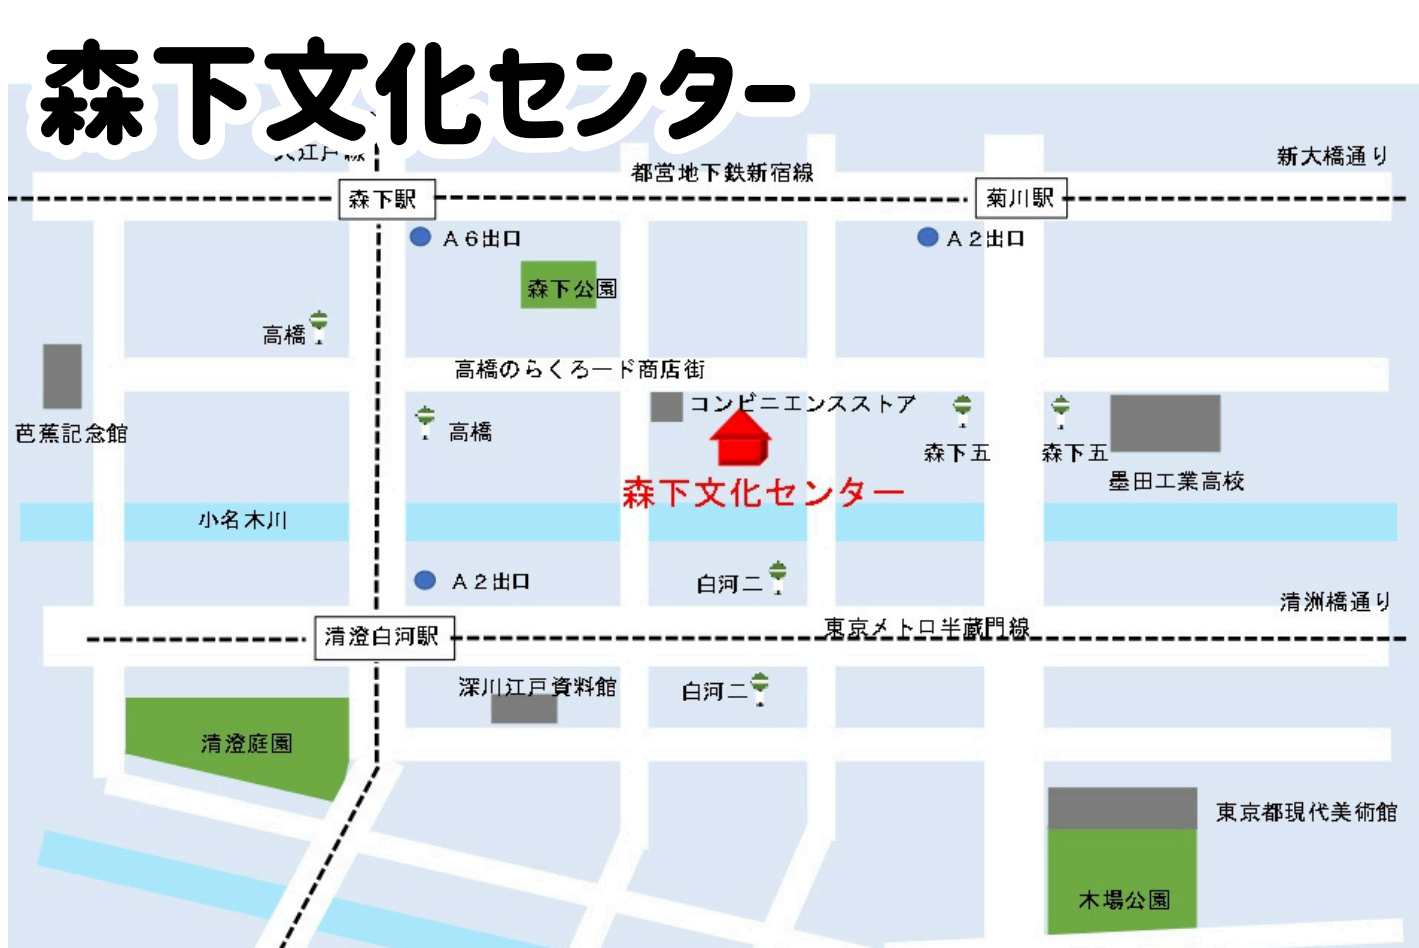 森下文化センター
大江戸線
都営地下鉄新宿線
新大橋通り
森下駅
菊川駅
A6出口
A2出口
森下公園
高橋
高橋のらくろード商店街
コンビニエンスストア
芭蕉記念館
高橋
森下五
森下五
墨田工業高校
森下文化センター
小名木川
A2出口
白河二
清洲橋通り
東京メトロ半蔵門線
清澄白河駅
深川江戸資料館
白河二
清澄庭園
東京都現代美術館
木場公園